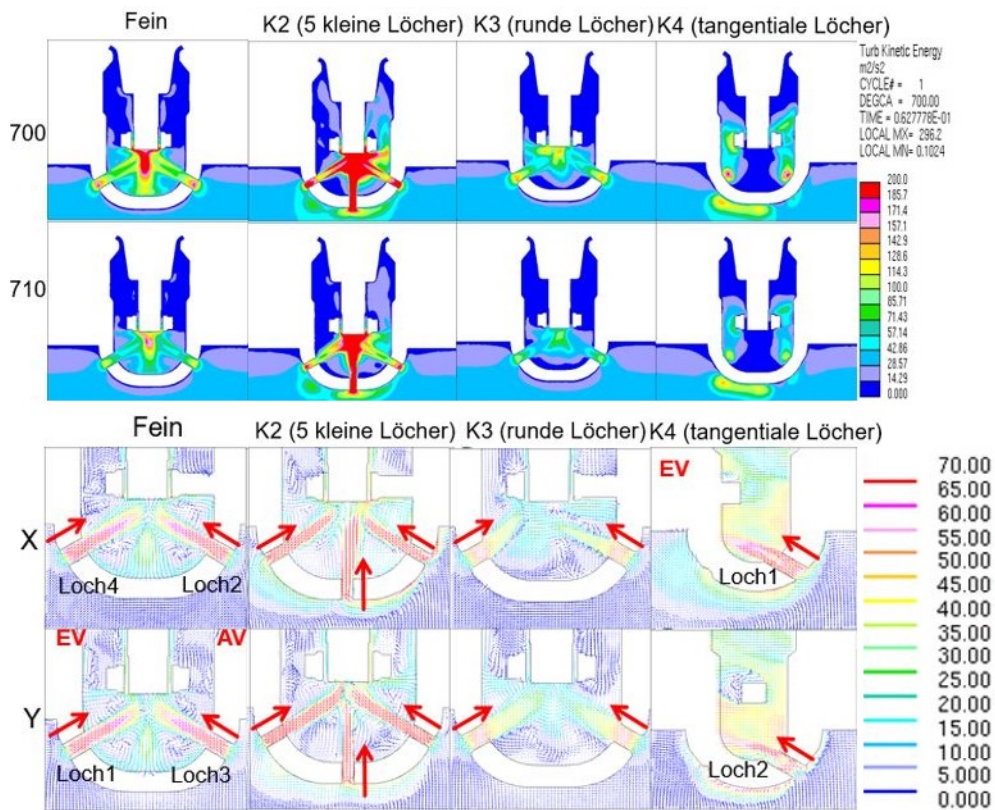 Fein
K2 (5 kleine Löcher)
K3 (runde Löcher)
K4 (tangentiale Löcher)
Turb Kinetic Energy
m2/s2
CYCLE# = 1
DEGCA = 700.00
TIME = 0.627778E-01
LOCAL MX= 296.2
LOCAL MN= 0.1024
700
710
200.0
185.7
171.4
157.1
142.9
128.6
114.3
100.0
85.71
71.43
57.14
42.86
28.57
14.29
0.000
Fein
K2 (5 kleine Löcher)
K3 (runde Löcher)
K4 (tangentiale Löcher)
X
Loch4
Loch2
EV
Loch1
Y
EV
AV
Loch1
Loch3
Loch2
70.00
65.00
60.00
55.00
50.00
45.00
40.00
35.00
30.00
25.00
20.00
15.00
10.00
5.000
0.000